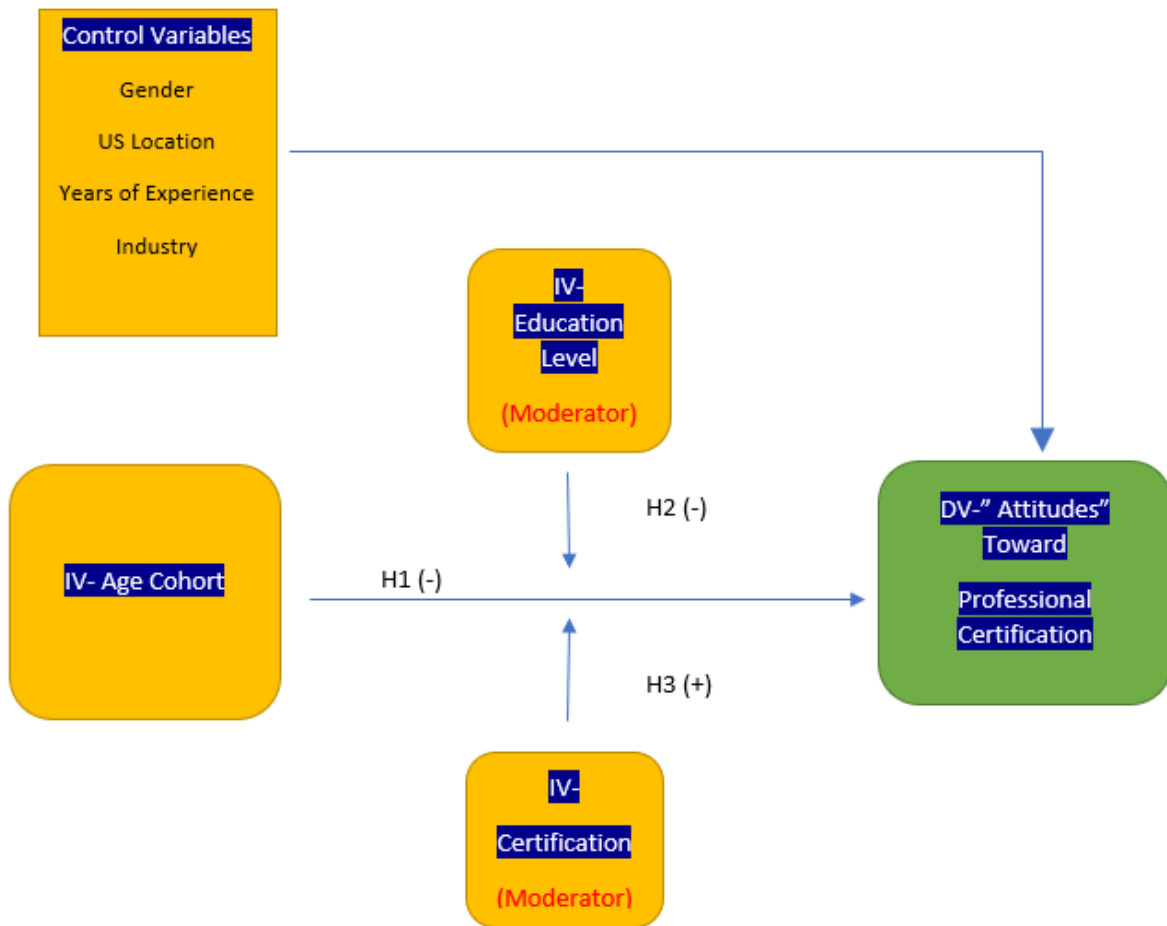 Control Variables
Gender
US Location
Years of Experience
Industry
IV-
Education
Level
(Moderator)
H2 (-)
IV- Age Cohort
H1 (-)
DV-” Attitudes”
Toward
Professional
Certification
H3 (+)
IV-
Certification
(Moderator)